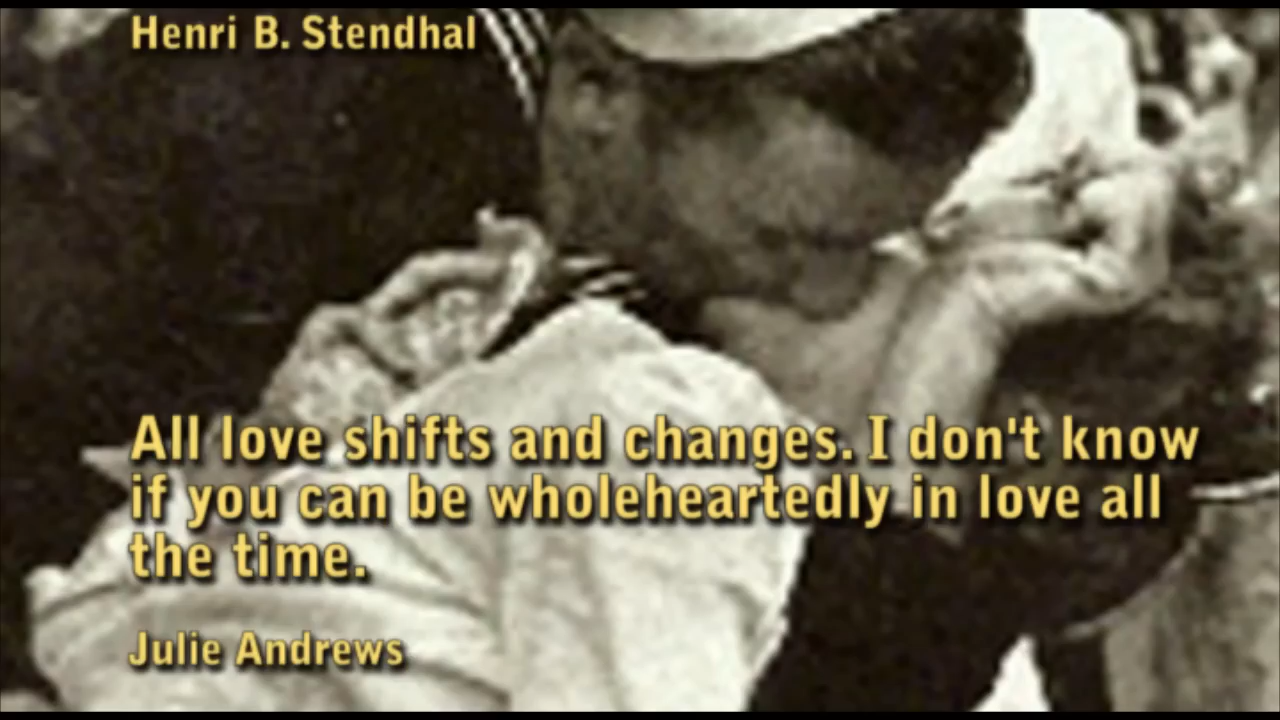 Henri B. Stendhal
All love shifts and changes. I don't know
if you can be wholeheartedly in love all
the time.
Julie Andrews